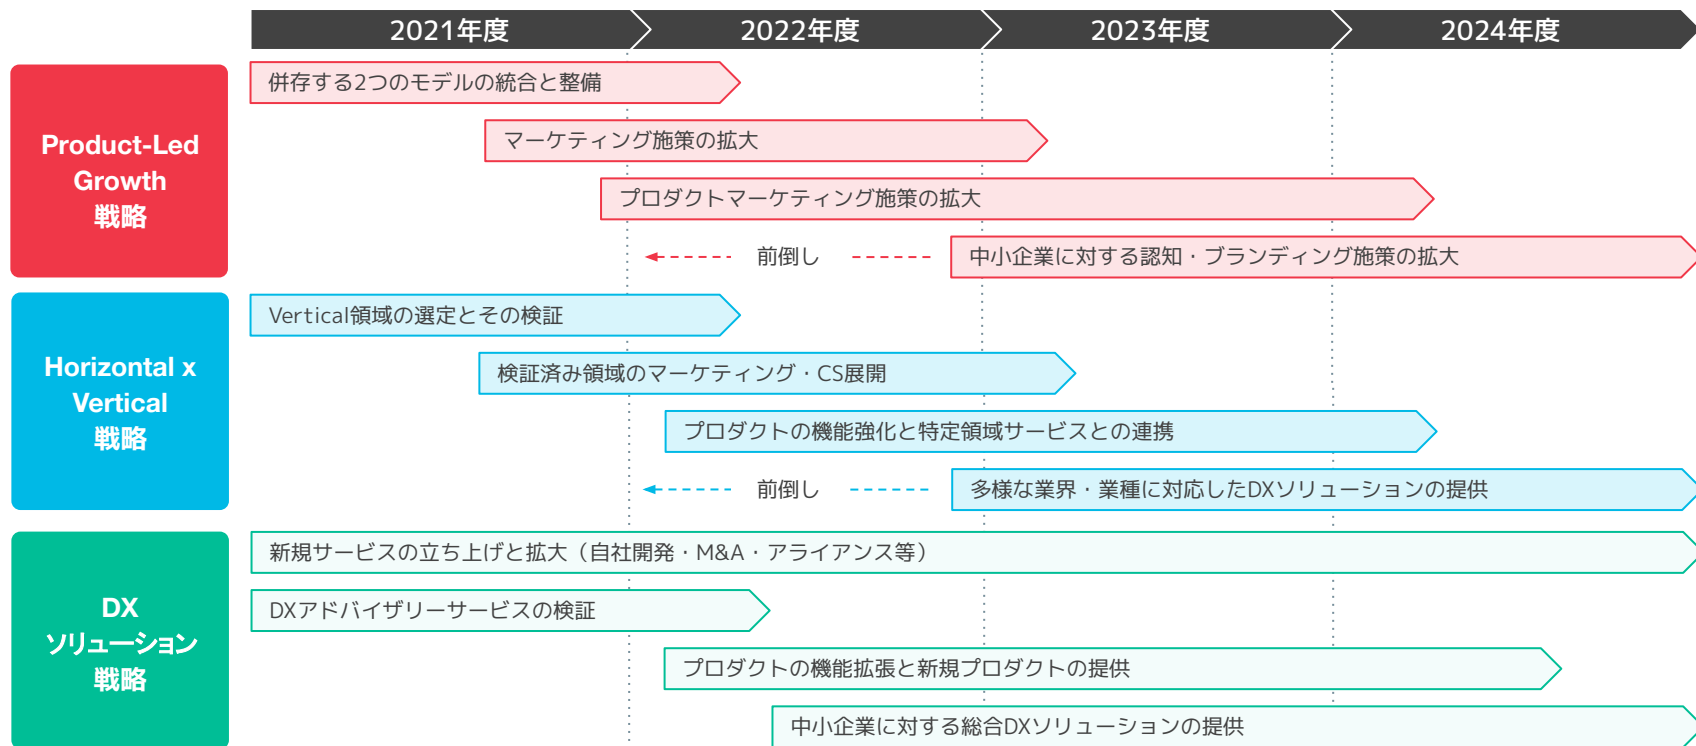 2021年度
2022年度
2023年度
2024年度
Product-Led
Growth
戦略
併存する2つのモデルの統合と整備
マーケティング施策の拡大
プロダクトマーケティング施策の拡大
前倒し
中小企業に対する認知・ブランディング施策の拡大
Horizontal x
Vertical
戦略
Vertical領域の選定とその検証
検証済み領域のマーケティング・CS展開
プロダクトの機能強化と特定領域サービスとの連携
前倒し
多様な業界・業種に対応したDXソリューションの提供
DX
ソリューション
戦略
新規サービスの立ち上げと拡大（自社開発・M&A・アライアンス等）
DXアドバイザリーサービスの検証
プロダクトの機能拡張と新規プロダクトの提供
中小企業に対する総合DXソリューションの提供